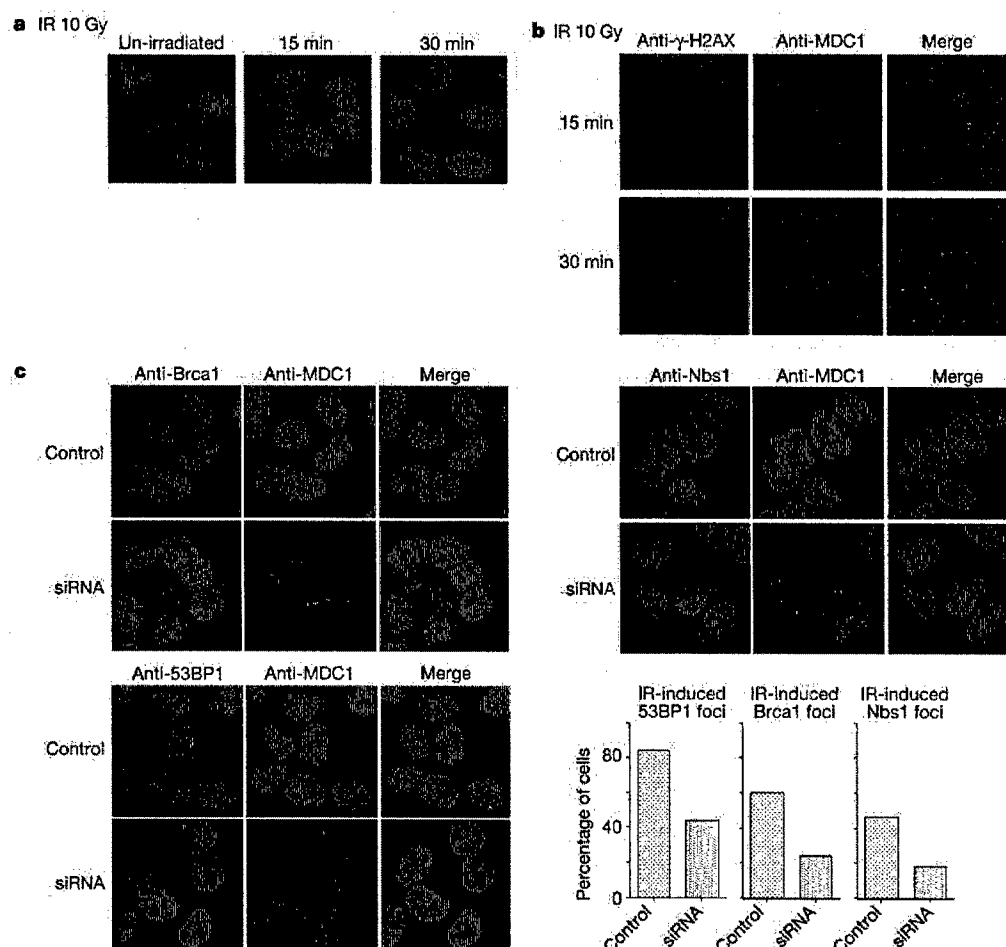 a IR 10 Gy
Un-irradiated 15 min 30 min
b IR 10 Gy
Anti-γ-H2AX Anti-MDC1 Merge
15 min
30 min
c
Anti-Brca1 Anti-MDC1 Merge
Control
siRNA
Anti-Nbs1 Anti-MDC1 Merge
Control
siRNA
Anti-53BP1 Anti-MDC1 Merge
Control
siRNA
IR-induced 53BP1 foci
IR-induced Brca1 foci
IR-induced Nbs1 foci
Percentage of cells
80
40
0
Control siRNA Control siRNA Control siRNA